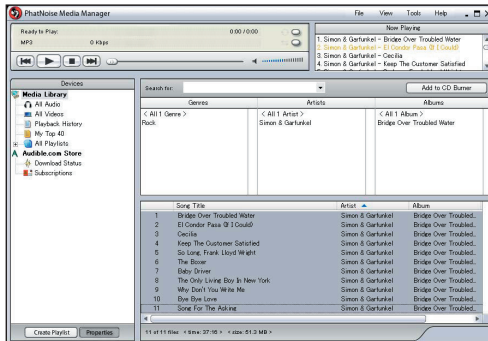 PhatNoise Media Manager
File View Tools Help
Ready to Play:
0:00 / 0:00
MP3 0 Kbps
Now Playing
1. Simon & Garfunkel - Bridge Over Troubled Water
2. Simon & Garfunkel - El Condor Pasa (If I Could)
3. Simon & Garfunkel - Cecilia
4. Simon & Garfunkel - Keep The Customer Satisfied
Devices
Media Library
All Audio
All Videos
Playback History
My Top 40
All Playlists
Audible.com Store
Download Status
Subscriptions
Create Playlist Properties
Search for:
Add to CD Burner
Genres Artists Albums
< All 1 Genre > < All 1 Artist > < All 1 Album >
Rock Simon & Garfunkel Bridge Over Troubled Water
Song Title Artist Album
1 Bridge Over Troubled Water Simon & Garfunkel Bridge Over Troubled..
2 El Condor Pasa (If I Could) Simon & Garfunkel Bridge Over Troubled..
3 Cecilia Simon & Garfunkel Bridge Over Troubled..
4 Keep The Customer Satisfied Simon & Garfunkel Bridge Over Troubled..
5 So Long, Frank Lloyd Wright Simon & Garfunkel Bridge Over Troubled..
6 The Boxer Simon & Garfunkel Bridge Over Troubled..
7 Baby Driver Simon & Garfunkel Bridge Over Troubled..
8 The Only Living Boy In New York Simon & Garfunkel Bridge Over Troubled..
9 Why Don't You Write Me Simon & Garfunkel Bridge Over Troubled..
10 Bye Bye Love Simon & Garfunkel Bridge Over Troubled..
11 Song For The Asking Simon & Garfunkel Bridge Over Troubled..
11 of 11 files < time: 37:16 > < size: 51.3 MB >